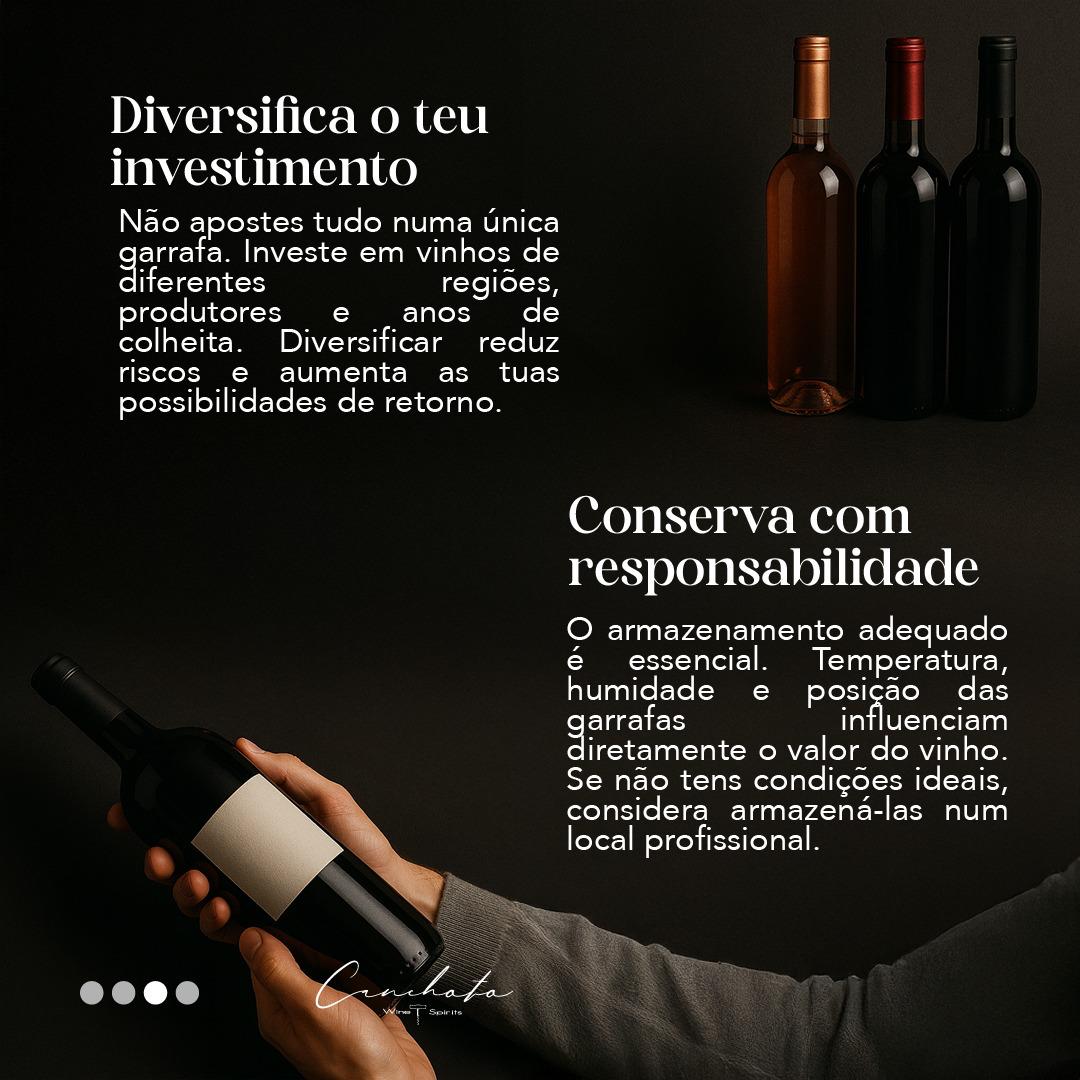 Diversifica o teu
investimento
Não apostes tudo numa única
garrafa. Investe em vinhos de
diferentes regiões,
produtores e anos de
colheita. Diversificar reduz
riscos e aumenta as tuas
possibilidades de retorno.
Conserva com
responsabilidade
O armazenamento adequado
é essencial. Temperatura,
humidade e posição das
garrafas influenciam
diretamente o valor do vinho.
Se não tens condições ideais,
considera armazená-las num
local profissional.
Wine Spirits